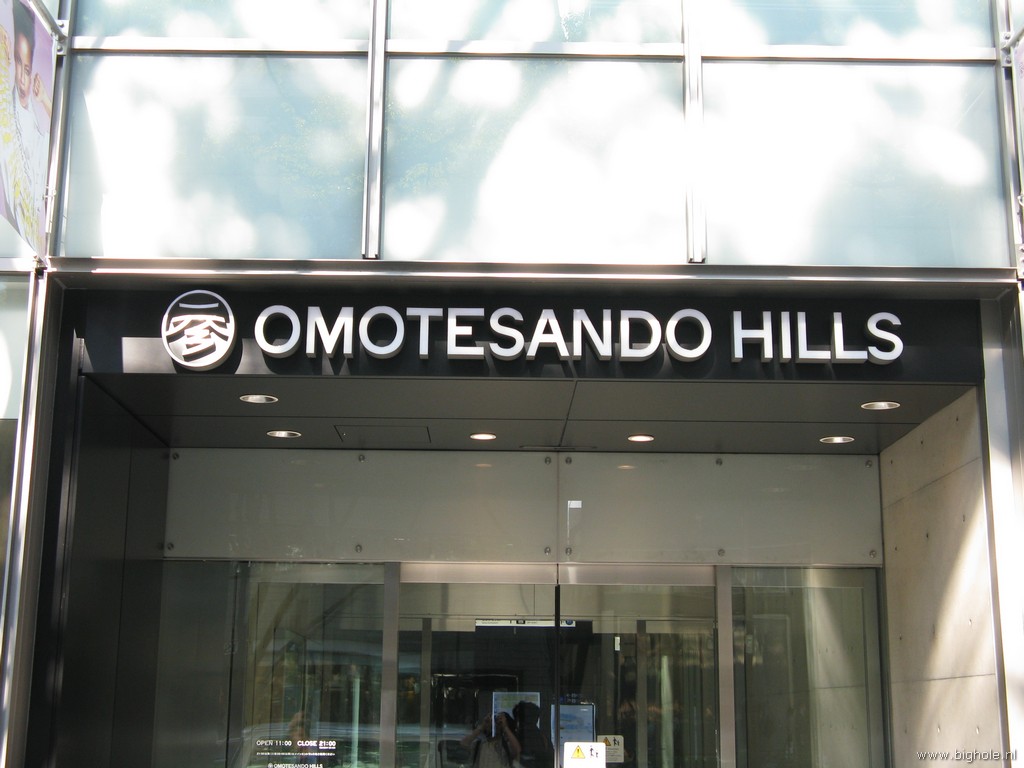 OMOTESANDO HILLS
OPEN 11:00 CLOSE 21:00
OMOTESANDO HILLS
www.bighole.nl